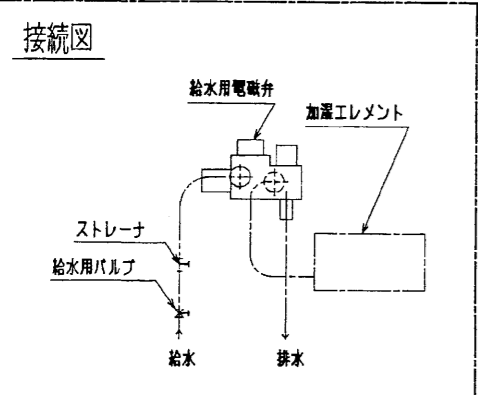 接続図
給水用電磁弁
加湿エレメント
ストレーナ
給水用バルブ
給水
排水